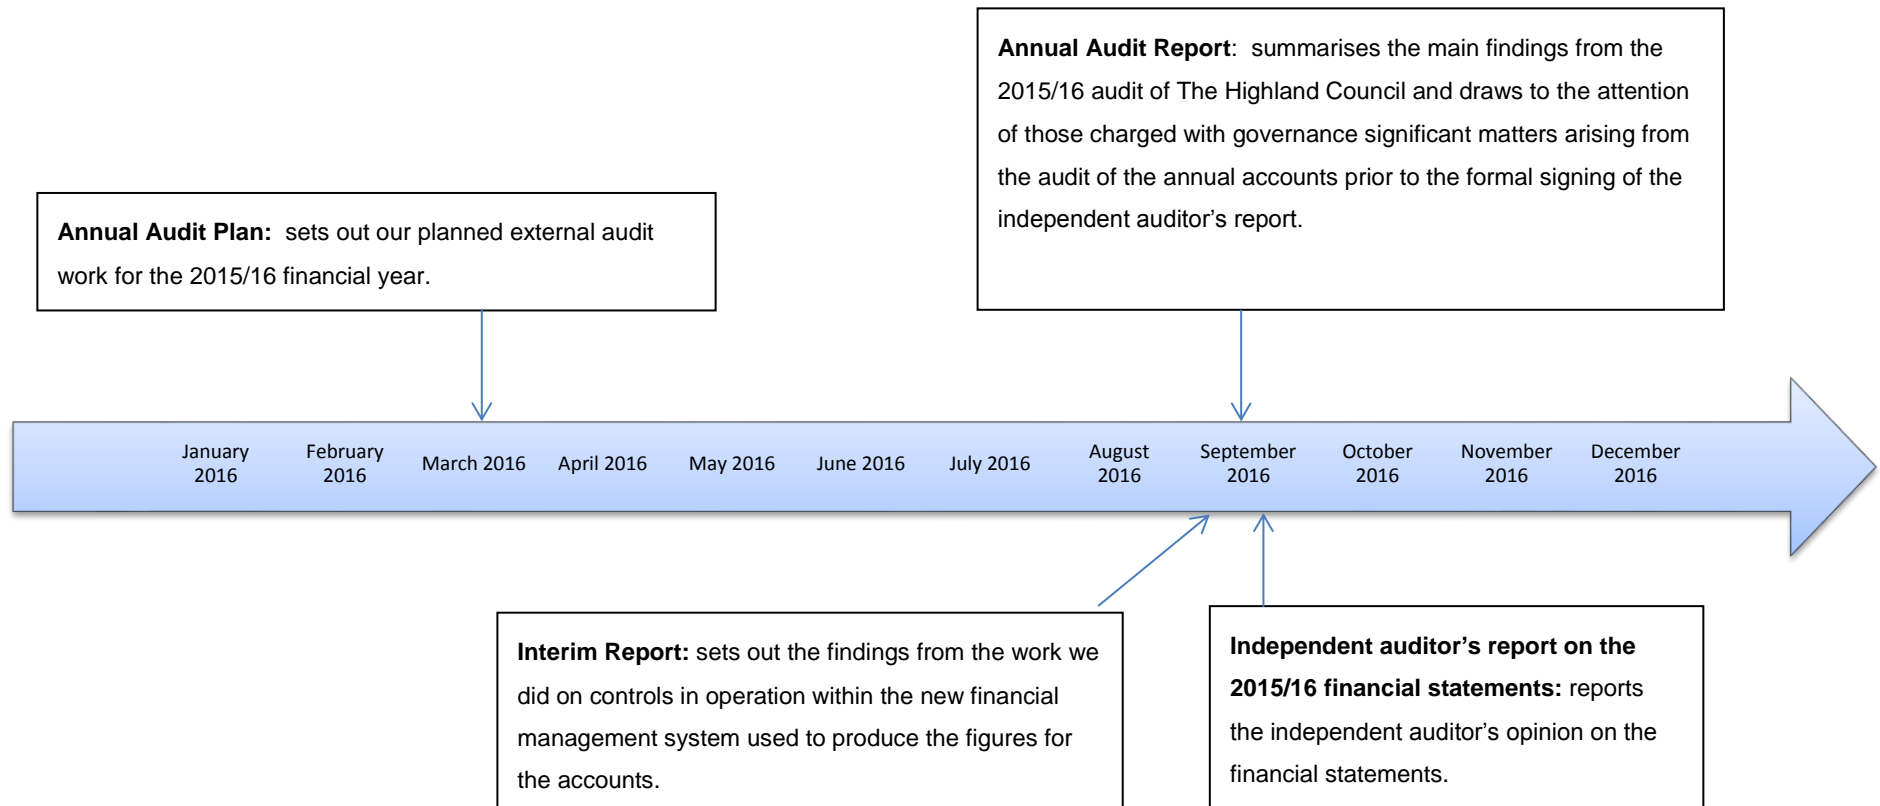 Annual Audit Report:  summarises the main findings from the
2015/16 audit of The Highland Council and draws to the attention
of those charged with governance significant matters arising from
the audit of the annual accounts prior to the formal signing of the
independent auditor’s report.
Annual Audit Plan:  sets out our planned external audit
work for the 2015/16 financial year.
January
2016
February
2016
March 2016
April 2016
May 2016
June 2016
July 2016
August
2016
September
2016
October
2016
November
2016
December
2016
Interim Report: sets out the findings from the work we
did on controls in operation within the new financial
management system used to produce the figures for
the accounts.
Independent auditor’s report on the
2015/16 financial statements: reports
the independent auditor’s opinion on the
financial statements.